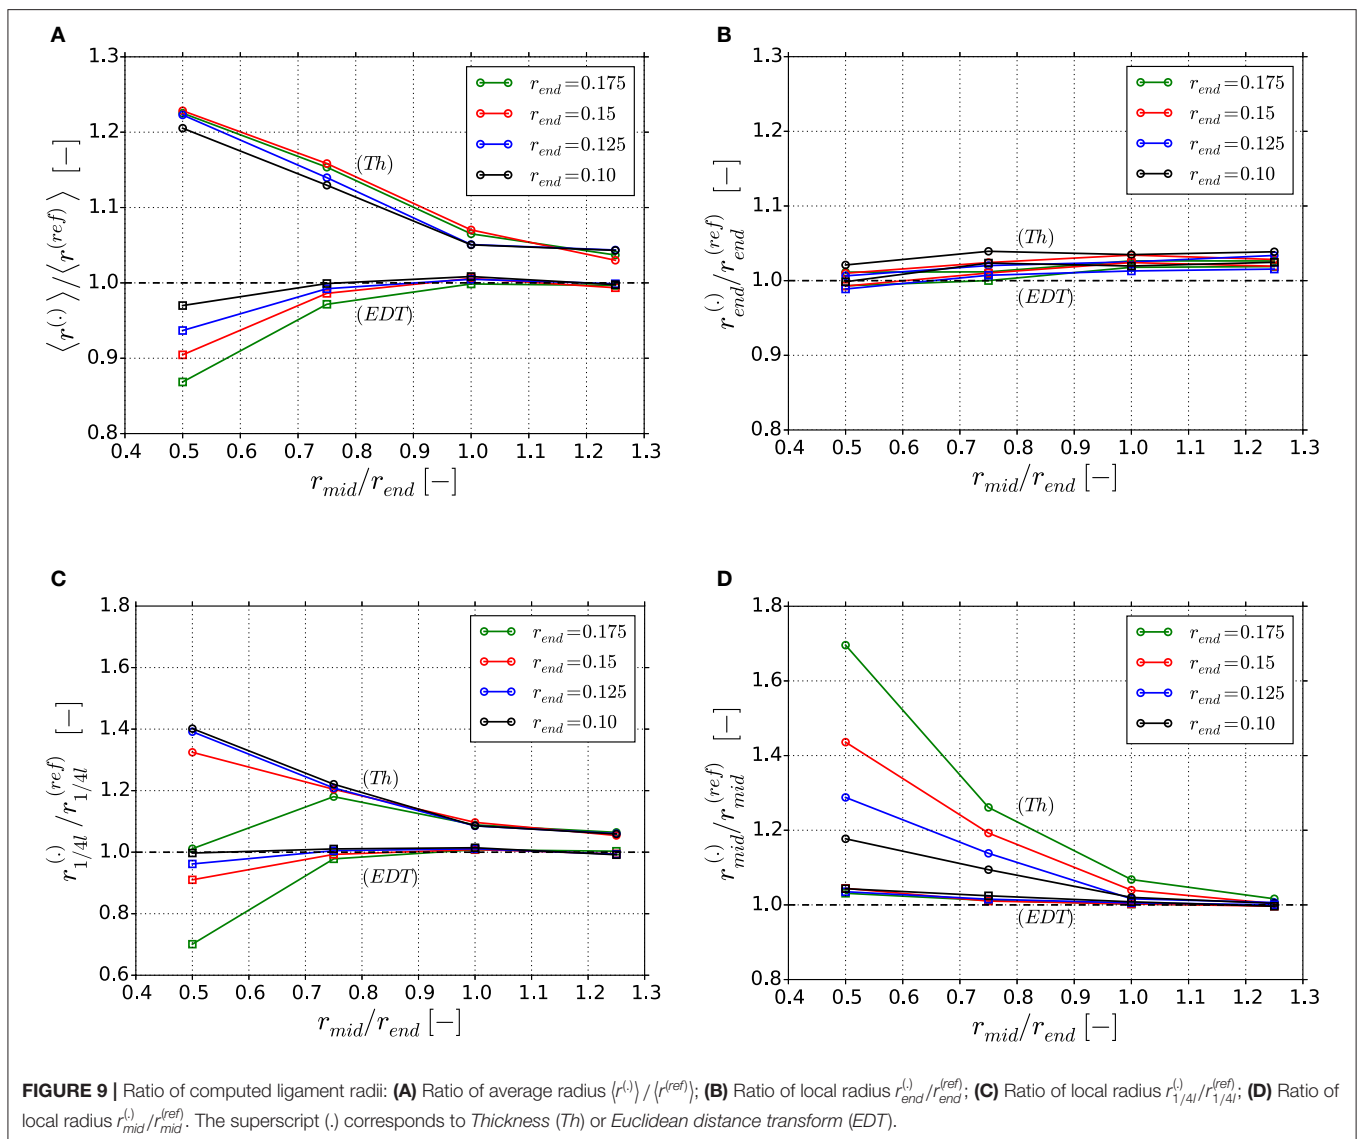 A
1.3
1.2
1.1
1.0
0.9
0.8
0.4 0.5 0.6 0.7 0.8 0.9 1.0 1.1 1.2 1.3
⟨r^(.)⟩/⟨r^(ref)⟩ [−]
r_mid/r_end [−]
r_end=0.175
r_end=0.15
r_end=0.125
r_end=0.10
(Th)
(EDT)
B
1.3
1.2
1.1
1.0
0.9
0.8
0.4 0.5 0.6 0.7 0.8 0.9 1.0 1.1 1.2 1.3
r_end^(.)/r_end^(ref) [−]
r_mid/r_end [−]
r_end=0.175
r_end=0.15
r_end=0.125
r_end=0.10
(Th)
(EDT)
C
1.8
1.6
1.4
1.2
1.0
0.8
0.6
0.4 0.5 0.6 0.7 0.8 0.9 1.0 1.1 1.2 1.3
r_1/4l^(.)/r_1/4l^(ref) [−]
r_mid/r_end [−]
r_end=0.175
r_end=0.15
r_end=0.125
r_end=0.10
(Th)
(EDT)
D
1.8
1.6
1.4
1.2
1.0
0.8
0.4 0.5 0.6 0.7 0.8 0.9 1.0 1.1 1.2 1.3
r_mid^(.)/r_mid^(ref) [−]
r_mid/r_end [−]
r_end=0.175
r_end=0.15
r_end=0.125
r_end=0.10
(Th)
(EDT)
FIGURE 9 | Ratio of computed ligament radii: (A) Ratio of average radius ⟨r^(.)⟩/⟨r^(ref)⟩; (B) Ratio of local radius r_end^(.)/r_end^(ref); (C) Ratio of local radius r_1/4l^(.)/r_1/4l^(ref); (D) Ratio of
local radius r_mid^(.)/r_mid^(ref). The superscript (.) corresponds to Thickness (Th) or Euclidean distance transform (EDT).